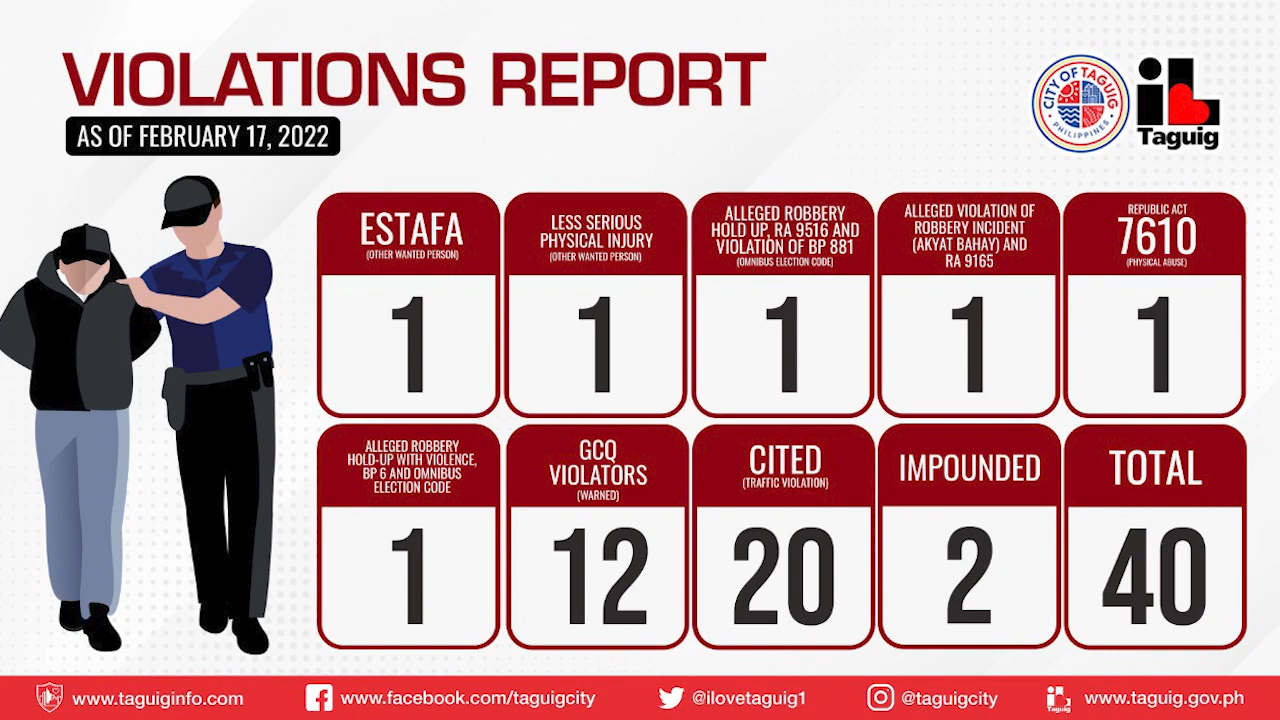 VIOLATIONS REPORT
AS OF FEBRUARY 17, 2022
CITY OF TAGUIG
PHILIPPINES
iL
Taguig
ESTAFA
(OTHER WANTED PERSON)
1
LESS SERIOUS
PHYSICAL INJURY
(OTHER WANTED PERSON)
1
ALLEGED ROBBERY
HOLD UP, RA 9516 AND
VIOLATION OF BP 881
(OMNIBUS ELECTION CODE)
1
ALLEGED VIOLATION OF
ROBBERY INCIDENT
(AKYAT BAHAY) AND
RA 9165
1
REPUBLIC ACT
7610
(PHYSICAL ABUSE)
1
ALLEGED ROBBERY
HOLD-UP WITH VIOLENCE,
BP 6 AND OMNIBUS
ELECTION CODE
1
GCQ
VIOLATORS
(WARNED)
12
CITED
(TRAFFIC VIOLATION)
20
IMPOUNDED
2
TOTAL
40
www.taguiginfo.com
www.facebook.com/taguigcity
@ilovetaguig1
@taguigcity
iL
Taguig
www.taguig.gov.ph